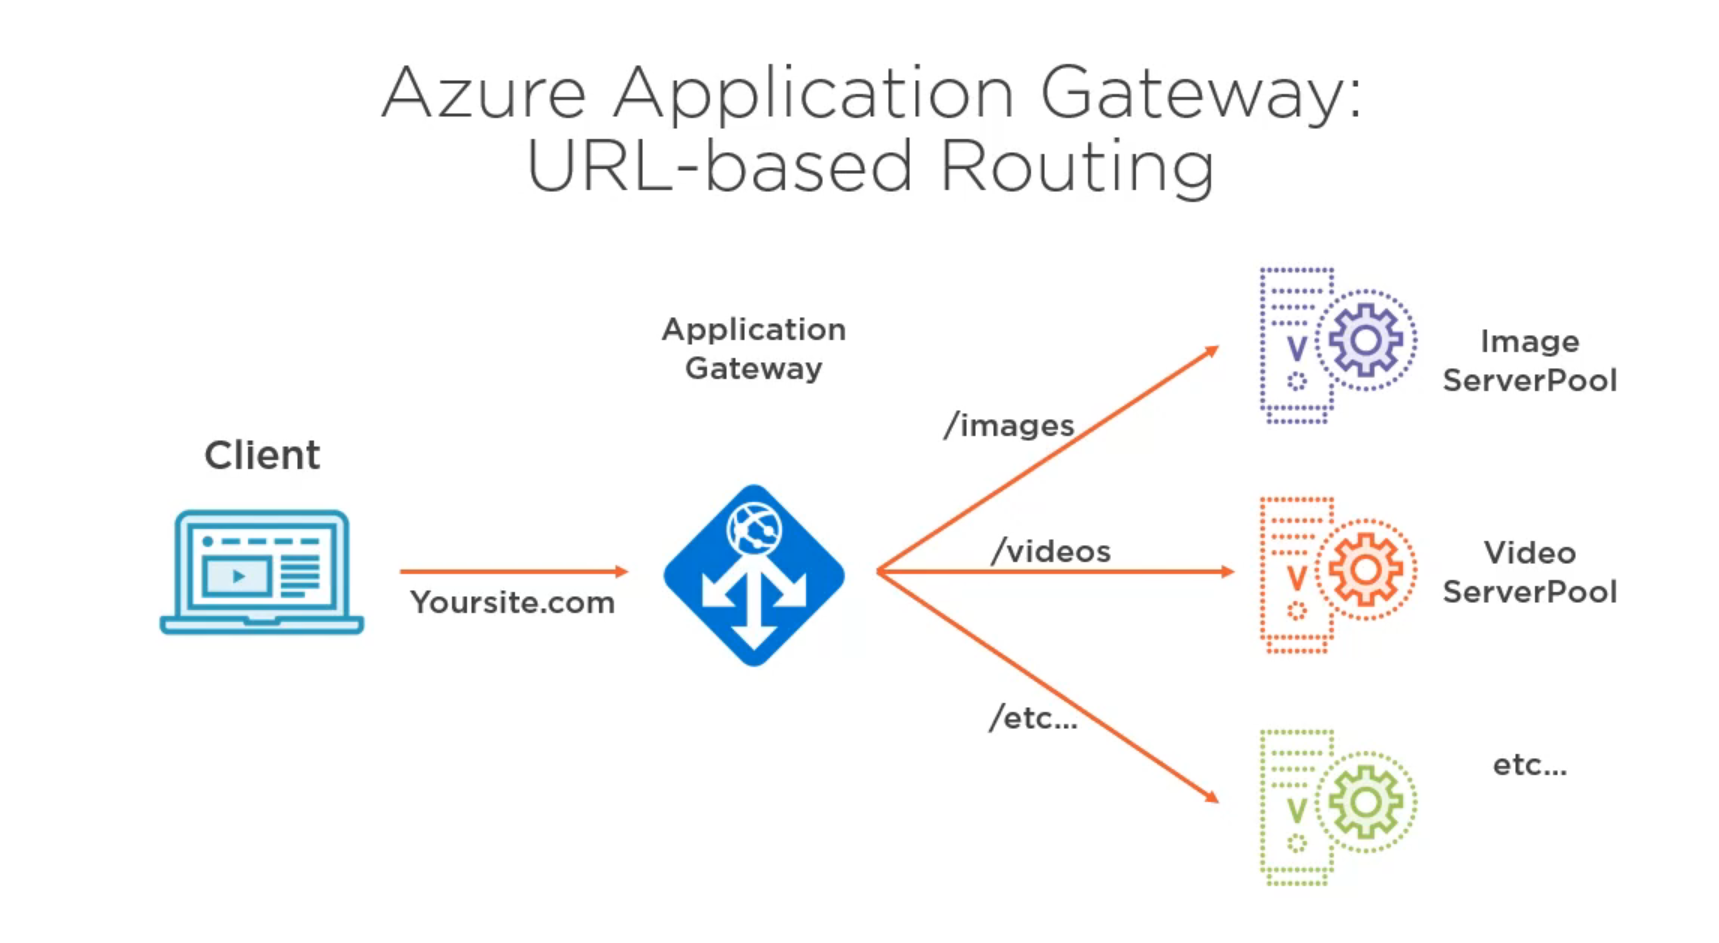 Azure Application Gateway:
URL-based Routing
Client
Yoursite.com
Application
Gateway
/images
/videos
/etc...
V
Image
ServerPool
V
Video
ServerPool
V
etc...